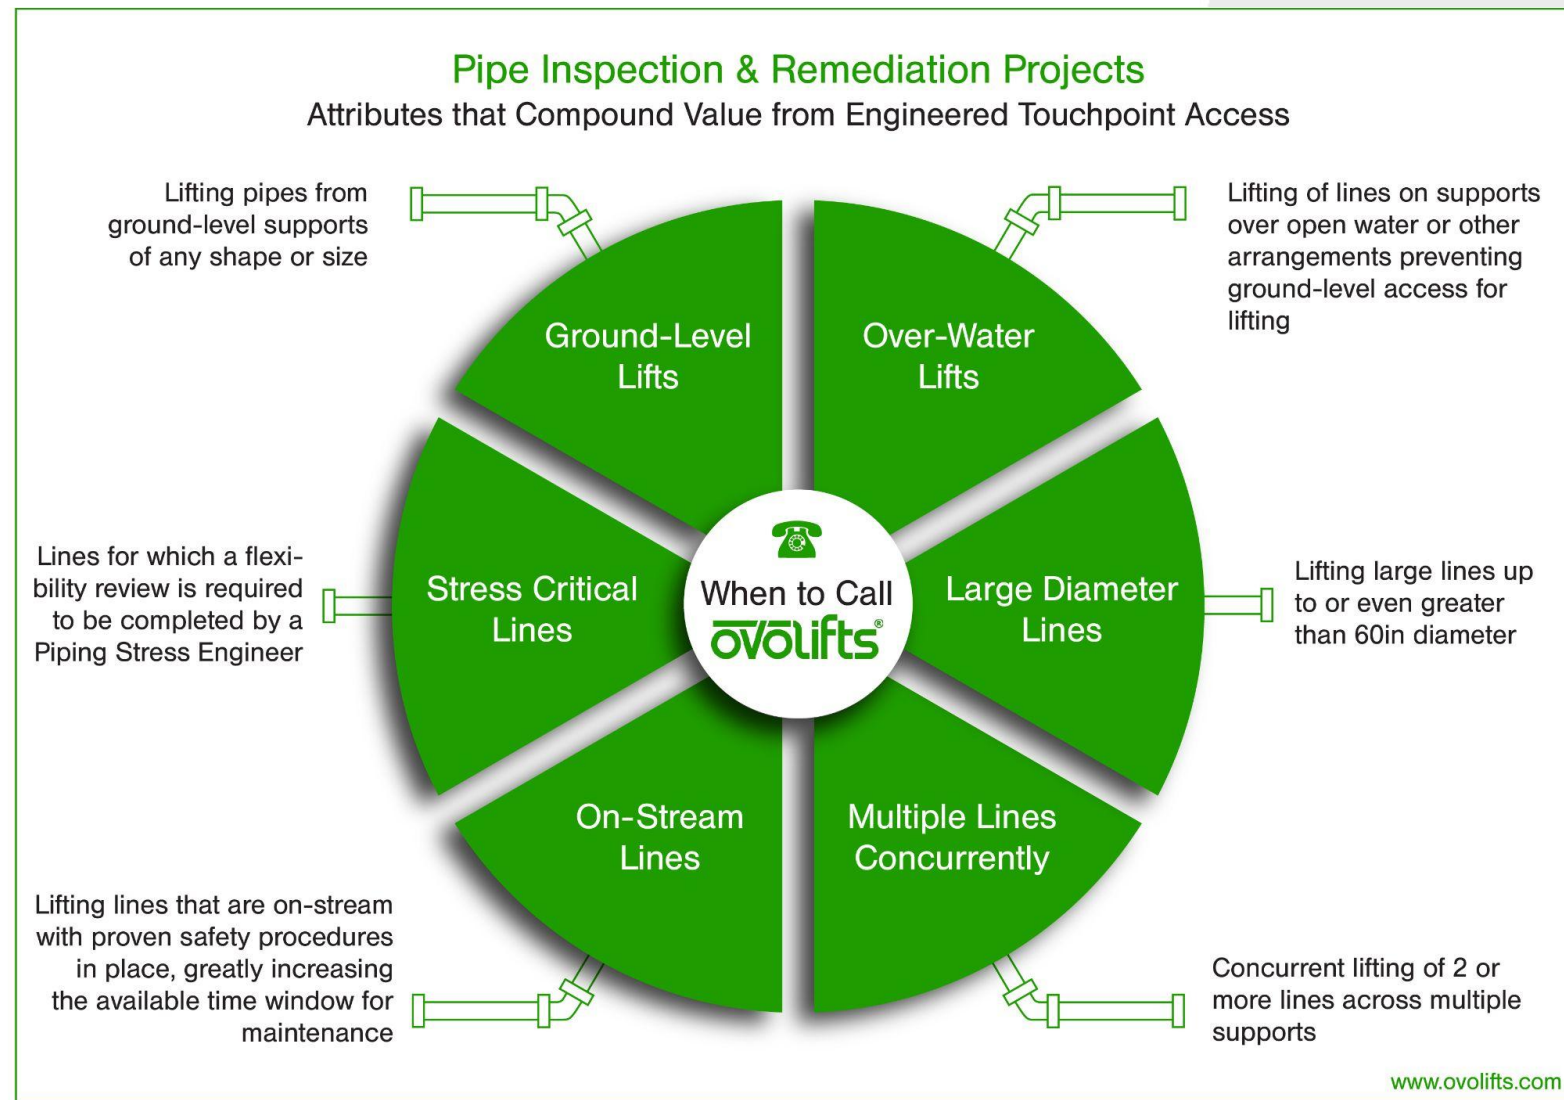 Pipe Inspection & Remediation Projects
Attributes that Compound Value from Engineered Touchpoint Access
Lifting pipes from
ground-level supports
of any shape or size
Lifting of lines on supports
over open water or other
arrangements preventing
ground-level access for
lifting
Ground-Level
Lifts
Over-Water
Lifts
Lines for which a flexi-
bility review is required
to be completed by a
Piping Stress Engineer
Stress Critical
Lines
When to Call
ovolifts®
Large Diameter
Lines
Lifting large lines up
to or even greater
than 60in diameter
On-Stream
Lines
Multiple Lines
Concurrently
Lifting lines that are on-stream
with proven safety procedures
in place, greatly increasing
the available time window for
maintenance
Concurrent lifting of 2 or
more lines across multiple
supports
www.ovolifts.com